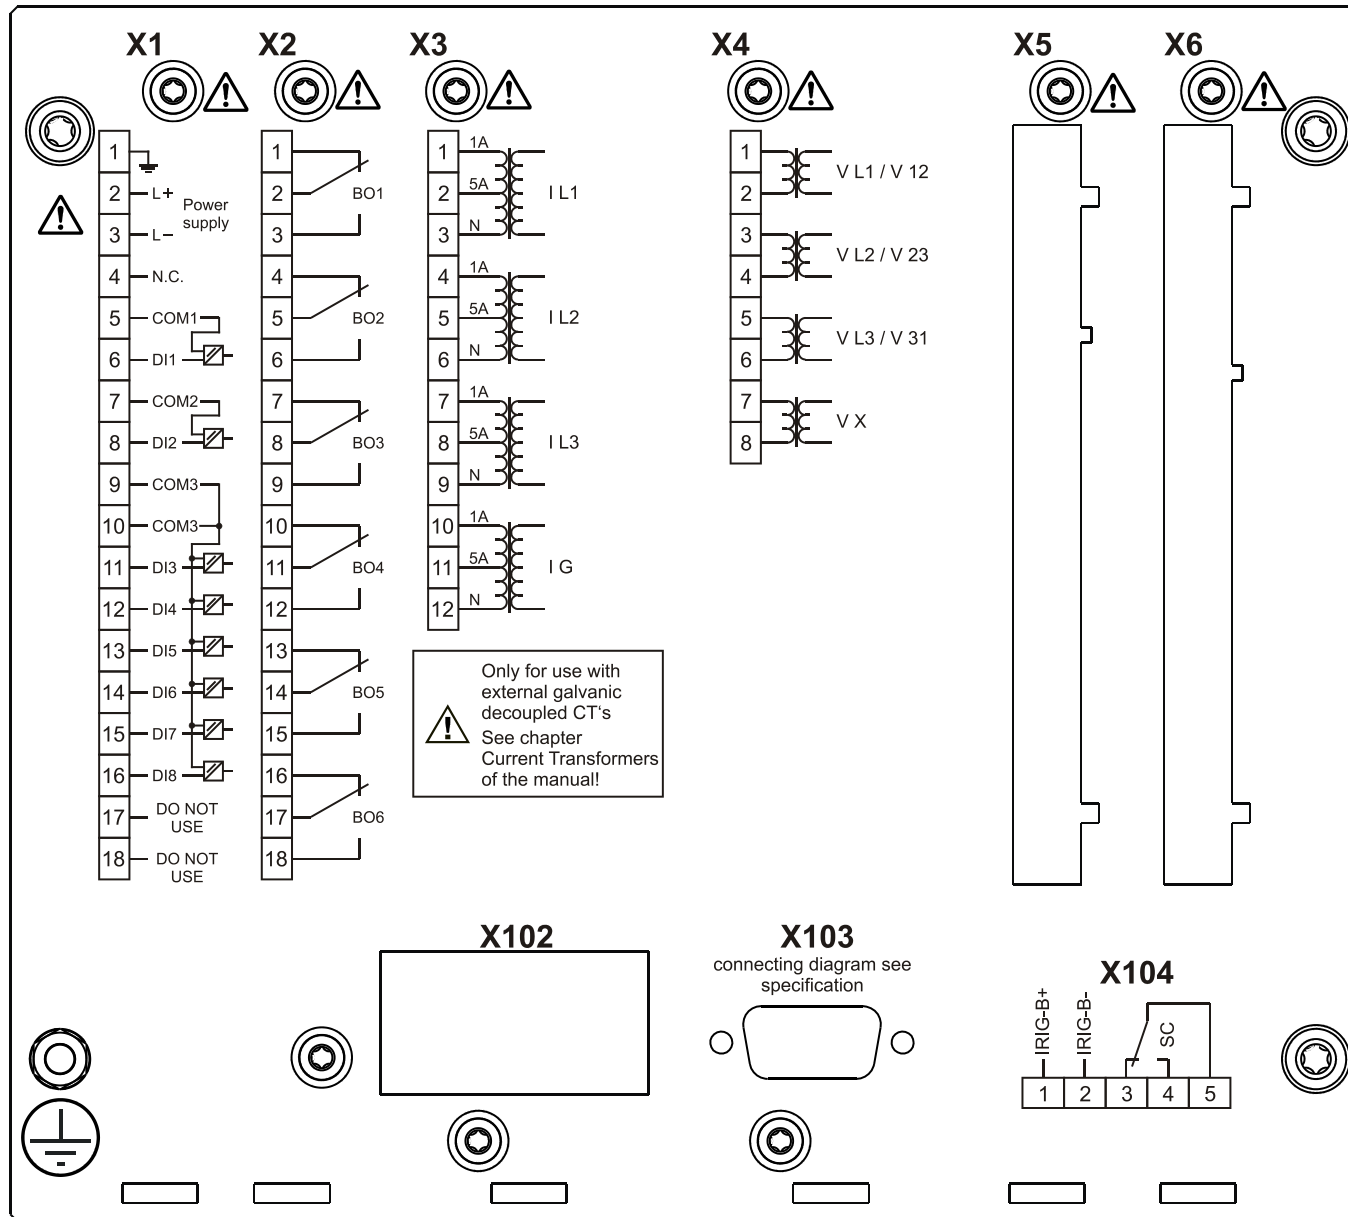 X1
X2
X3
X4
X5
X6
1
2 L+
Power
supply
3 L–
4 N.C.
5 COM1
6 DI1
7 COM2
8 DI2
9 COM3
10 COM3
11 DI3
12 DI4
13 DI5
14 DI6
15 DI7
16 DI8
17 DO NOT
USE
18 DO NOT
USE
1
2 BO1
3
4
5 BO2
6
7
8 BO3
9
10
11 BO4
12
13
14 BO5
15
16
17 BO6
18
1 1A
2 5A I L1
3 N
4 1A
5 5A I L2
6 N
7 1A
8 5A I L3
9 N
10 1A
11 5A I G
12 N
Only for use with
external galvanic
decoupled CT‘s
See chapter
Current Transformers
of the manual!
1
V L1 / V 12
2
3
V L2 / V 23
4
5
V L3 / V 31
6
7
V X
8
X102
X103
connecting diagram see
specification
X104
IRIG-B+
IRIG-B-
SC
1 2 3 4 5